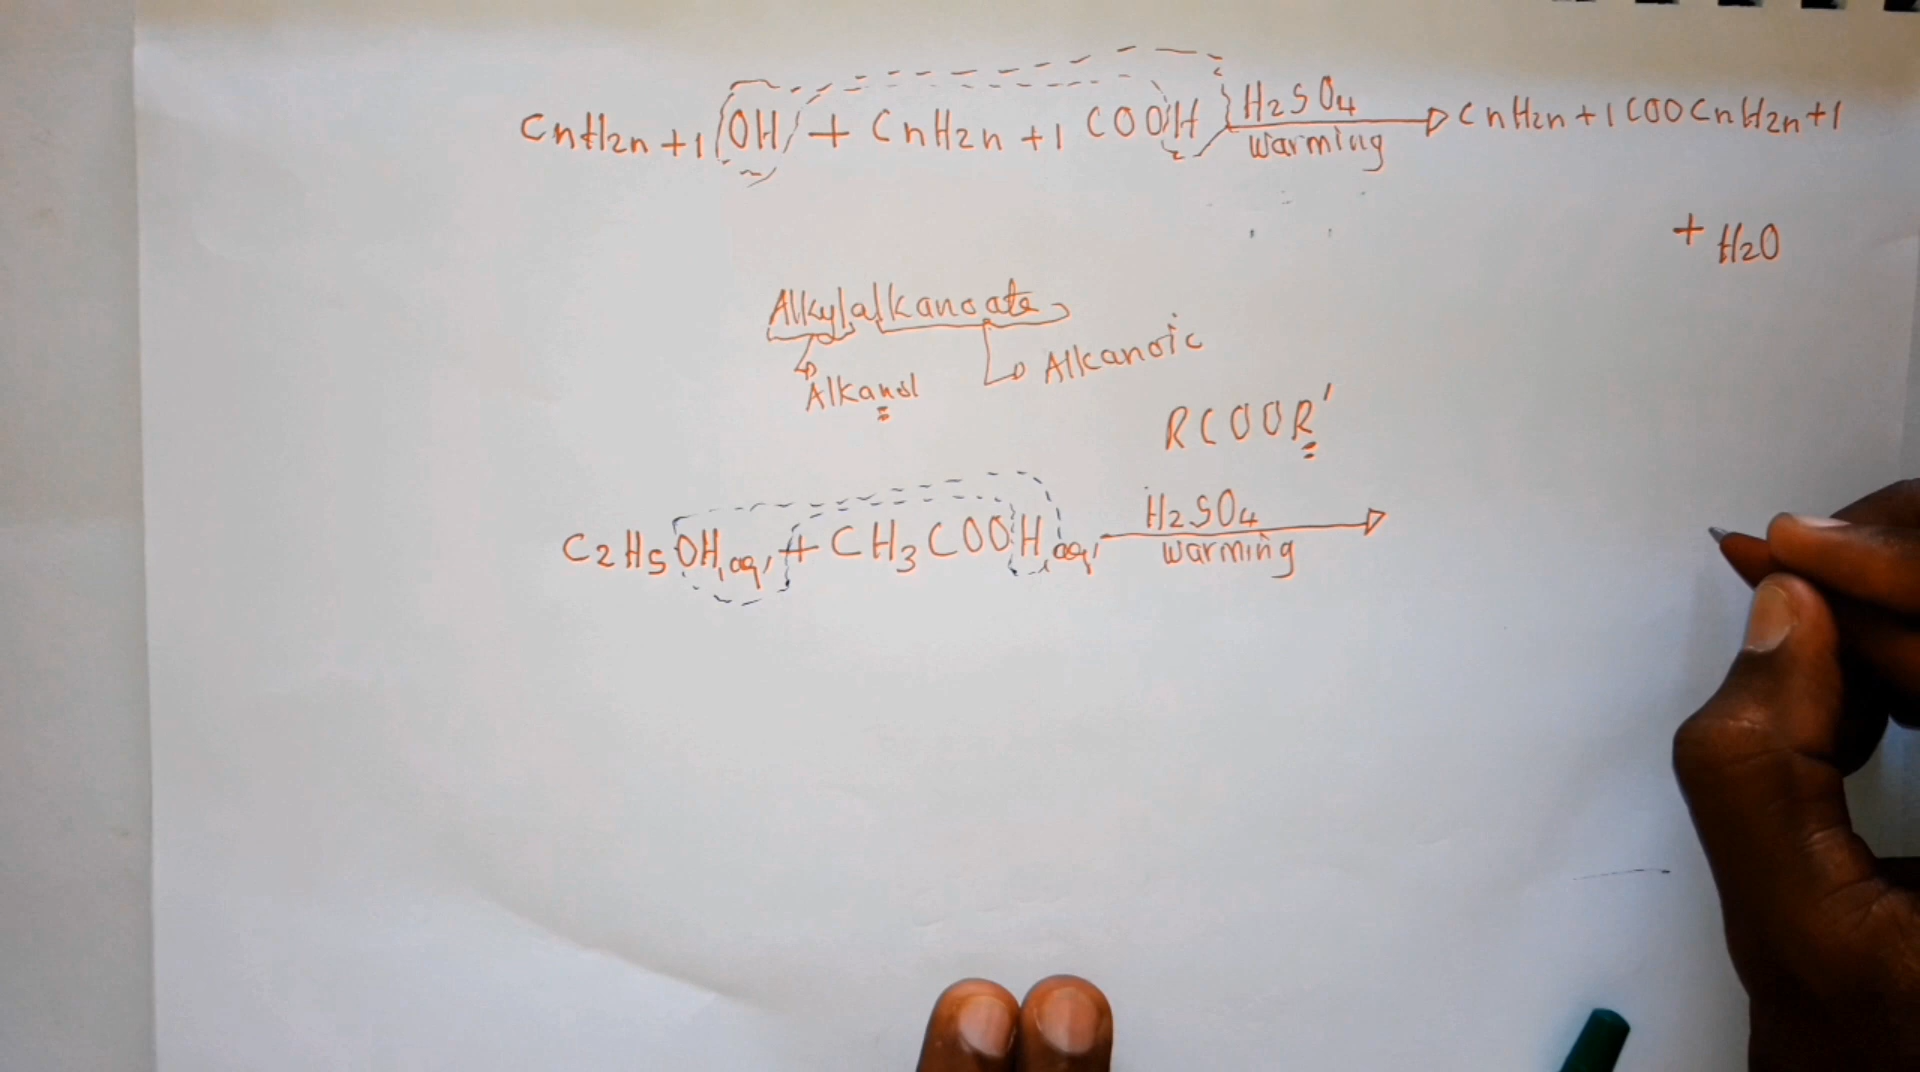 CnH2n+1 OH + CnH2n+1 COOH H2SO4 warming CnH2n+1COOCnH2n+1
+ H2O
Alkylalkanoate
Alkanol Alkanoic
RCOOR'
C2H5OH(aq) + CH3COOH(aq) H2SO4 warming